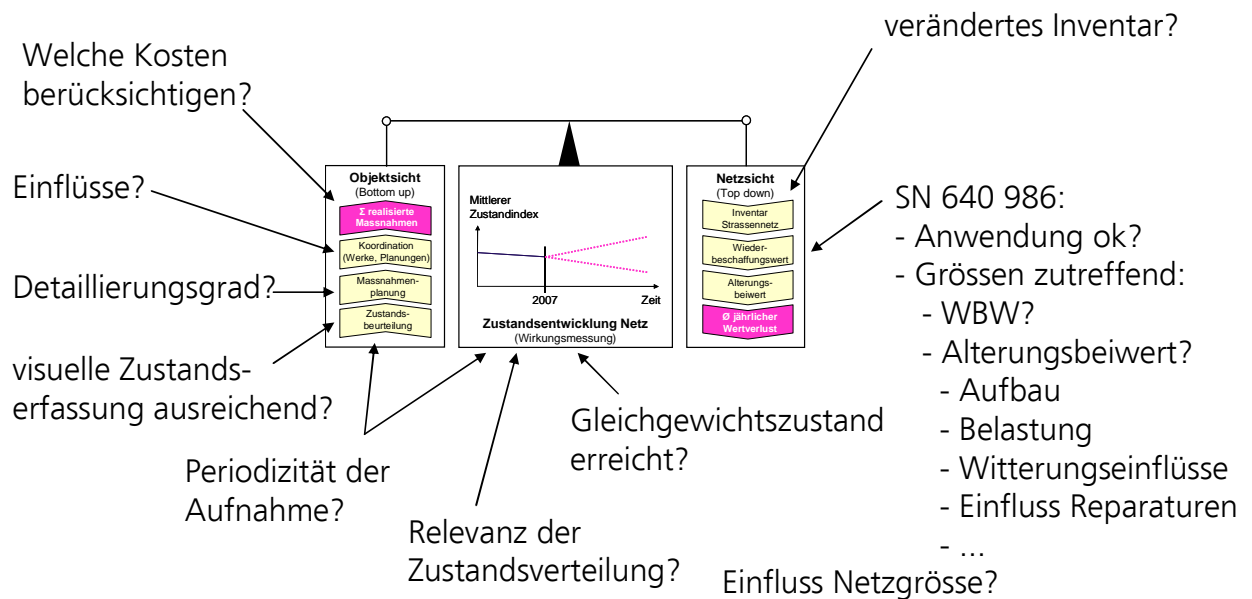 verändertes Inventar?
Welche Kosten
berücksichtigen?
Einflüsse?
Detaillierungsgrad?
visuelle Zustands-
erfassung ausreichend?
Periodizität der
Aufnahme?
Objektsicht
(Bottom up)
Σ realisierte
Massnahmen
Koordination
(Werke, Planungen)
Massnahmen-
planung
Zustands-
beurteilung
Mittlerer
Zustandindex
2007
Zeit
Zustandsentwicklung Netz
(Wirkungsmessung)
Netzsicht
(Top down)
Inventar
Strassennetz
Wieder-
beschaffungswert
Alterungs-
beiwert
Ø jährlicher
Wertverlust
Gleichgewichtszustand
erreicht?
Relevanz der
Zustandsverteilung?
Einfluss Netzgrösse?
SN 640 986:
- Anwendung ok?
- Grössen zutreffend:
- WBW?
- Alterungsbeiwert?
- Aufbau
- Belastung
- Witterungseinflüsse
- Einfluss Reparaturen
- ...